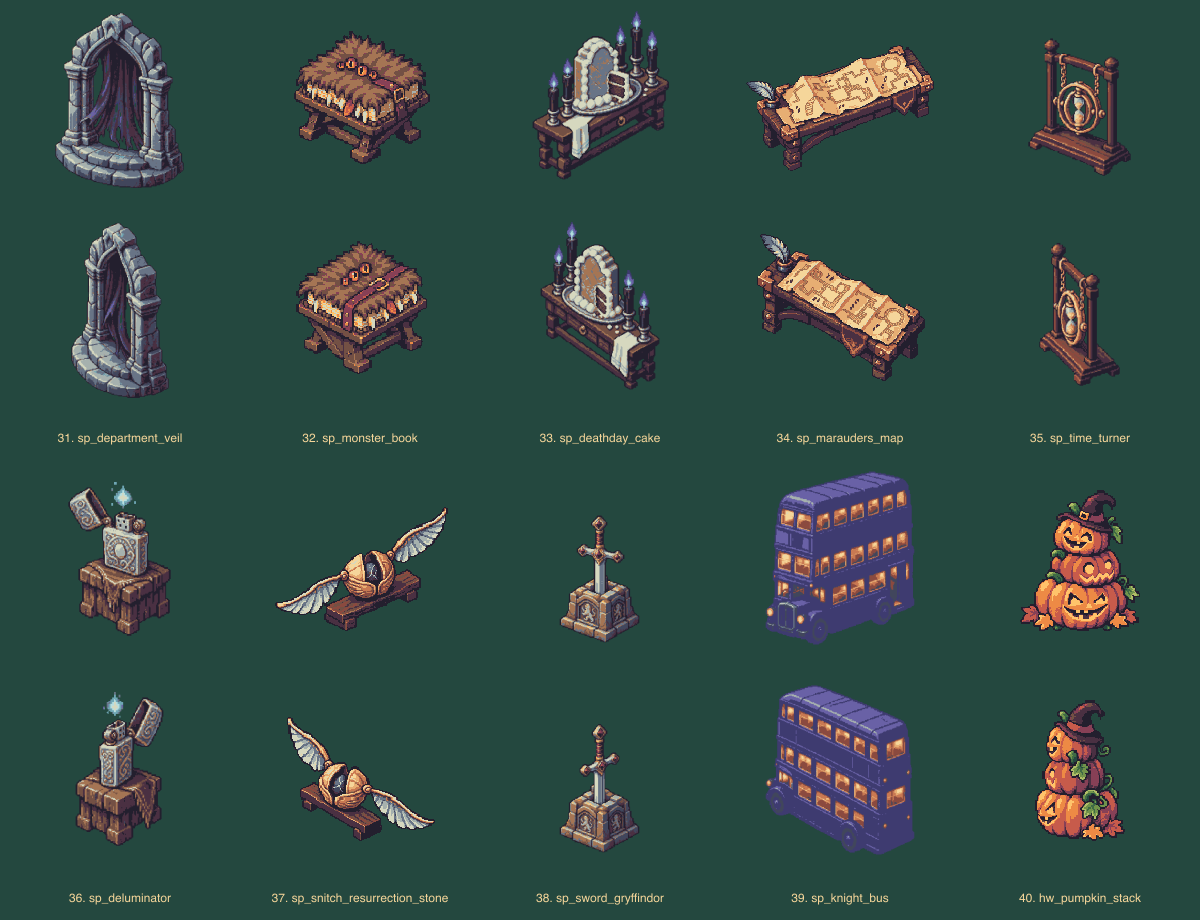 31. sp_department_veil
32. sp_monster_book
33. sp_deathday_cake
34. sp_marauders_map
35. sp_time_turner
36. sp_deluminator
37. sp_snitch_resurrection_stone
38. sp_sword_gryffindor
39. sp_knight_bus
40. hw_pumpkin_stack